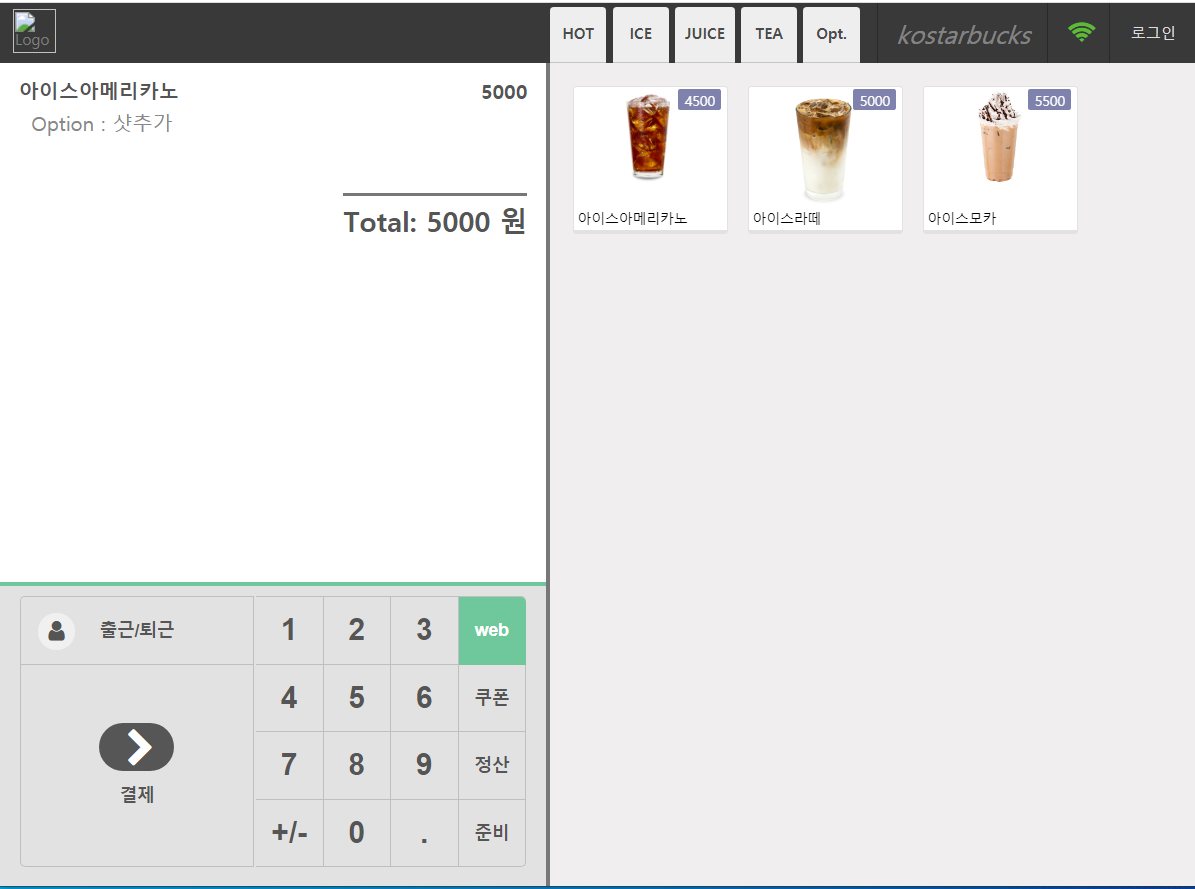 Logo
HOT ICE JUICE TEA Opt. kostarbucks 로그인
아이스아메리카노 5000
Option : 샷추가
Total: 5000 원
4500 5000 5500
아이스아메리카노 아이스라떼 아이스모카
출근/퇴근
결제
1 2 3 web
4 5 6 쿠폰
7 8 9 정산
+/- 0 . 준비